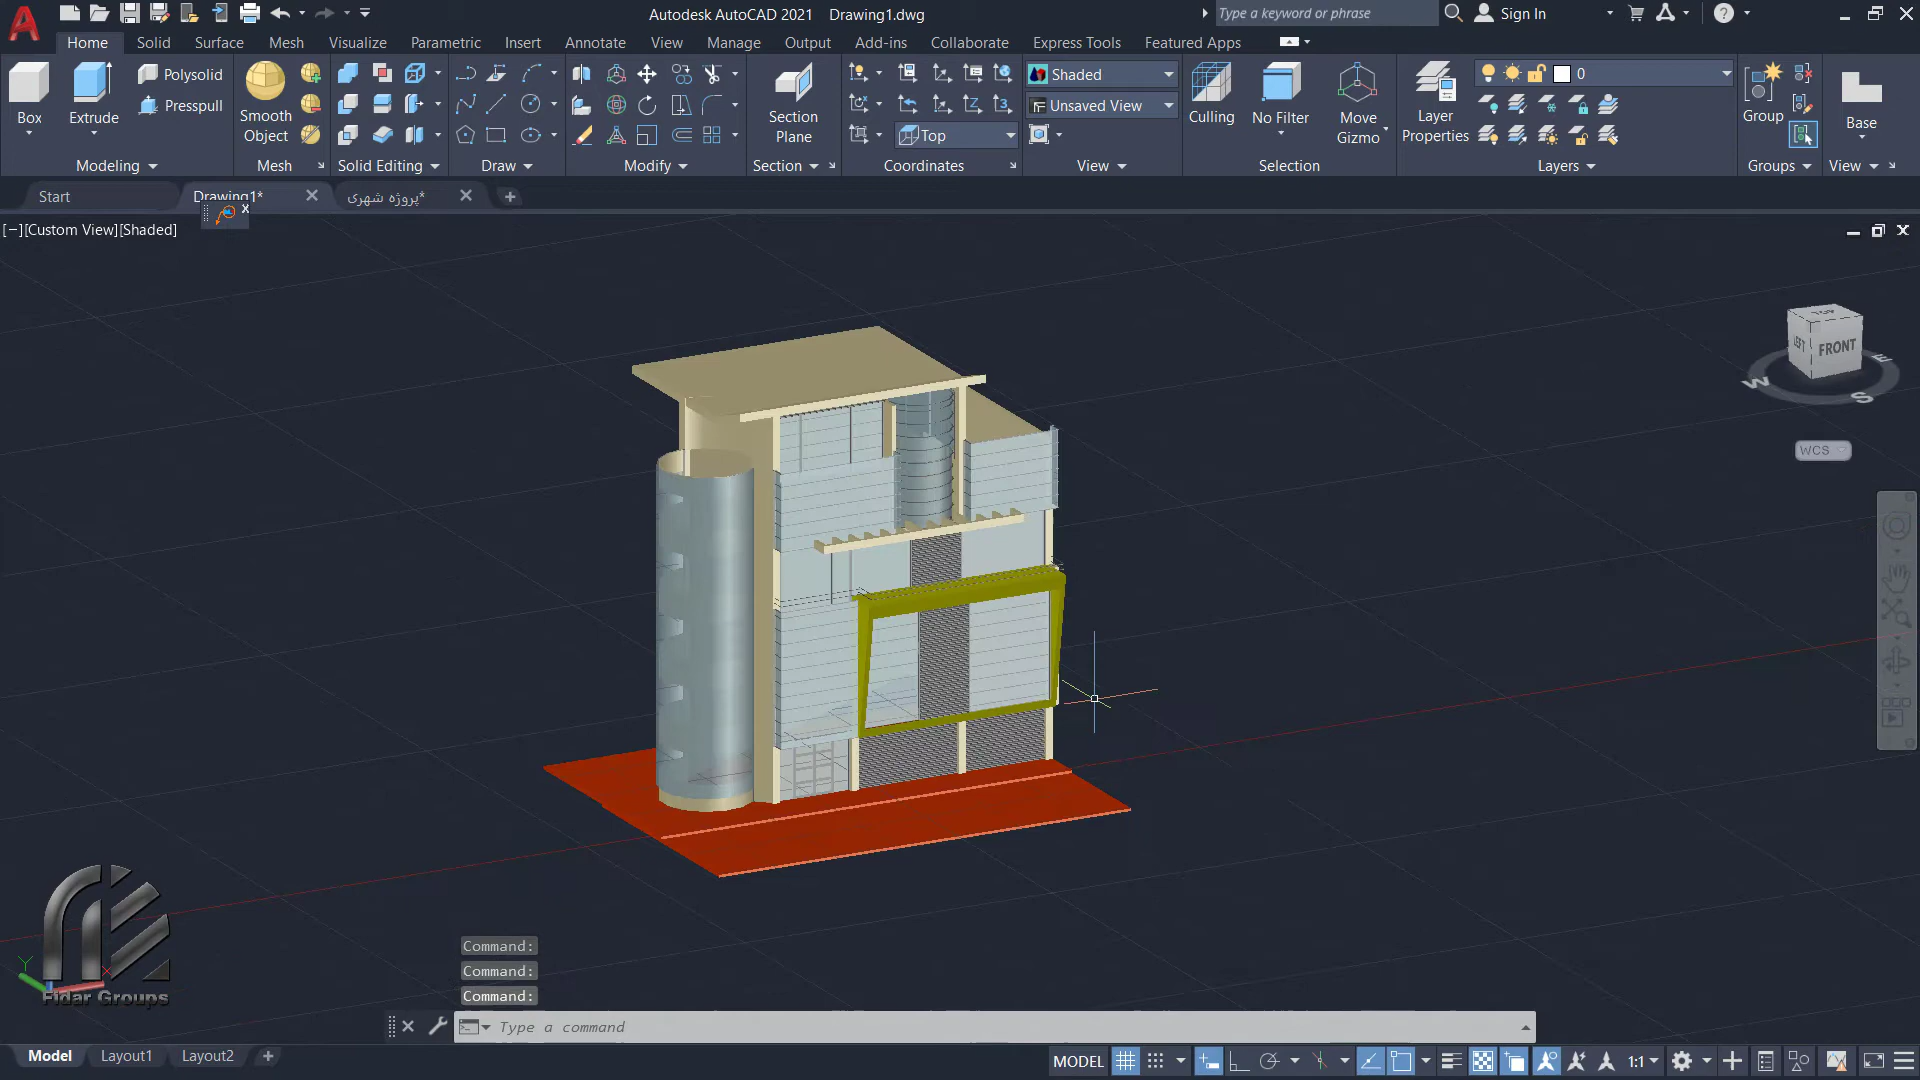 Autodesk AutoCAD 2021 Drawing1.dwg
Type a keyword or phrase
Sign In
Home Solid Surface Mesh Visualize Parametric Insert Annotate View Manage Output Add-ins Collaborate Express Tools Featured Apps
Box
Extrude
Polysolid
Presspull
Smooth Object
Section Plane
Top
Shaded
Unsaved View
Culling
No Filter
Move Gizmo
Layer Properties
0
Group
Base
Modeling
Mesh
Solid Editing
Draw
Modify
Section
Coordinates
View
Selection
Layers
Groups
View
Start
Drawing1*
پروژه شهری*
[−][Custom View][Shaded]
TOP
LEFT
FRONT
W
S
E
WCS
Y
X
Fidar Groups
Command:
Command:
Command:
Type a command
Model Layout1 Layout2
MODEL
1:1